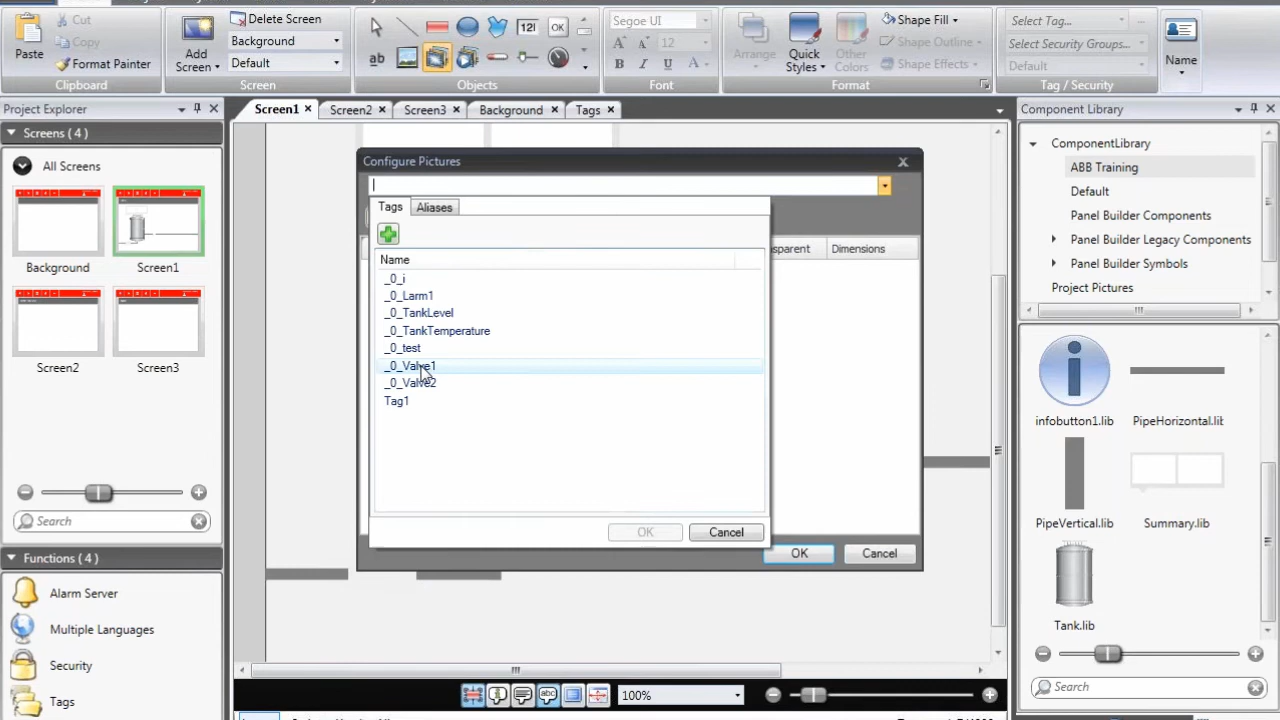 Cut
Copy
Format Painter
Paste
Clipboard
Delete Screen
Background
Default
Add
Screen
Screen
12
OK
ab
Objects
Segoe UI
12
A A
B I U A
Font
Arrange
Quick
Styles
Other
Colors
Shape Fill
Shape Outline
Shape Effects
Format
Select Tag...
Select Security Groups...
Default
Tag / Security
Name
Project Explorer
Screens ( 4 )
All Screens
Background
Screen1
Screen2
Screen3
Search
Functions ( 4 )
Alarm Server
Multiple Languages
Security
Tags
Screen1
Screen2
Screen3
Background
Tags
Configure Pictures
Tags
Aliases
Name
_0_i
_0_Larm1
_0_TankLevel
_0_TankTemperature
_0_test
_0_Valve1
_0_Valve2
Tag1
OK
Cancel
Dimensions
OK
Cancel
100%
Component Library
ComponentLibrary
ABB Training
Default
Panel Builder Components
Panel Builder Legacy Components
Panel Builder Symbols
Project Pictures
infobutton1.lib
PipeHorizontal.lib
PipeVertical.lib
Summary.lib
Tank.lib
Search